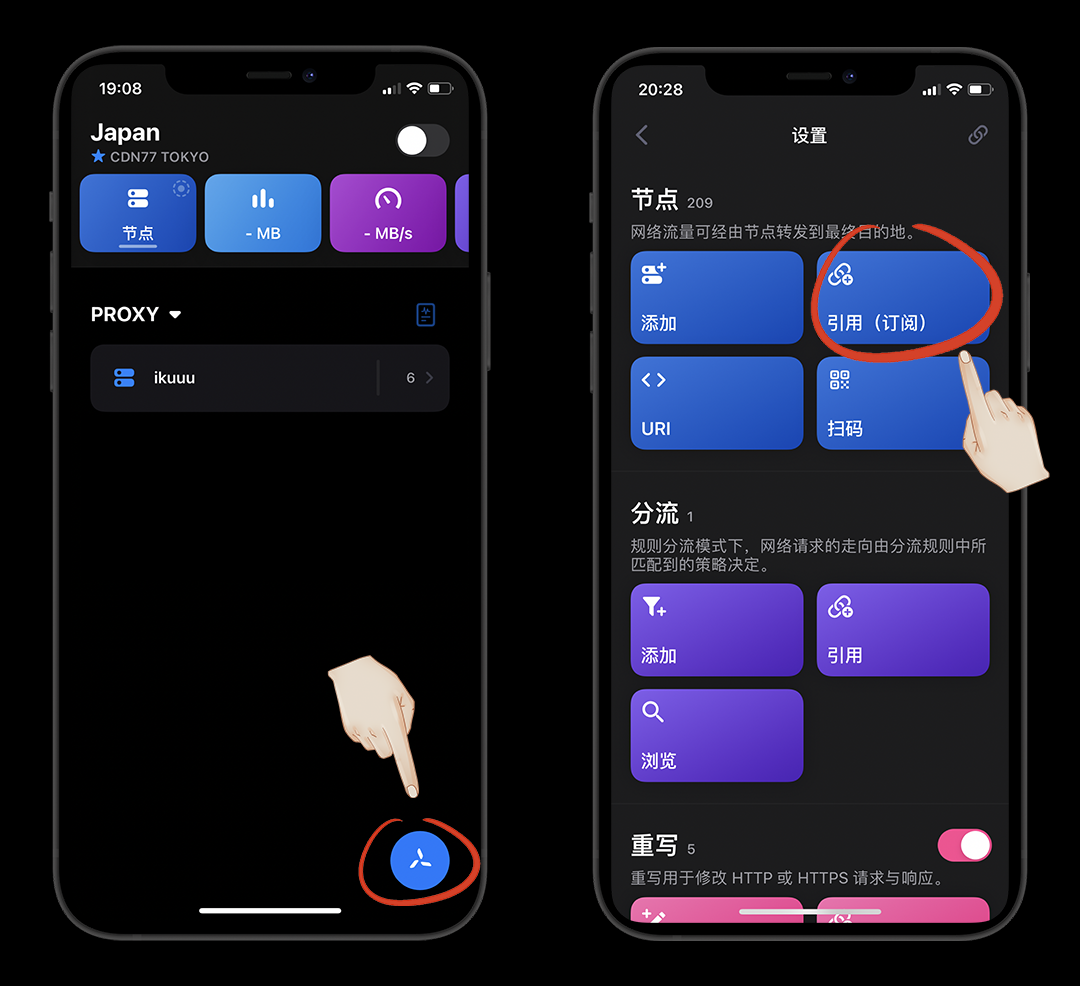 19:08
Japan
CDN77 TOKYO
节点
- MB
- MB/s
PROXY
ikuuu
6
20:28
设置
节点 209
网络流量可经由节点转发到最终目的地。
添加
引用（订阅）
URI
扫码
分流 1
规则分流模式下，网络请求的走向由分流规则中所
匹配到的策略决定。
添加
引用
浏览
重写 5
重写用于修改 HTTP 或 HTTPS 请求与响应。